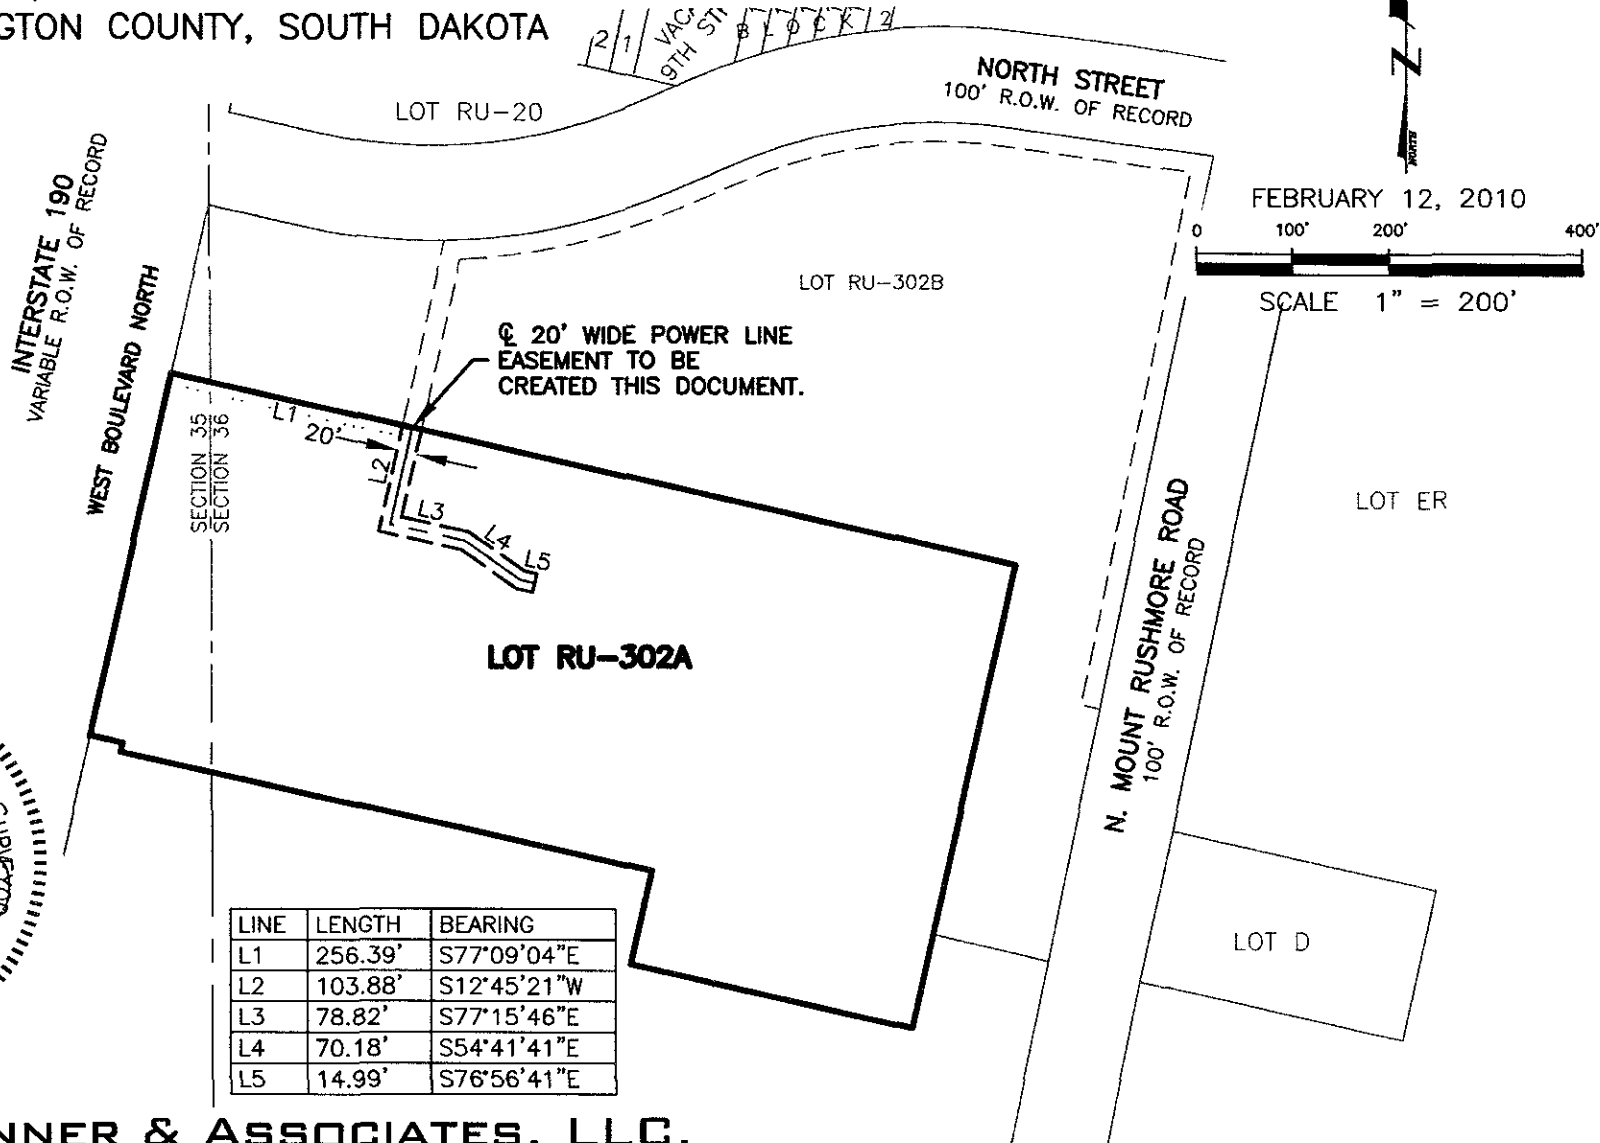 GTON COUNTY, SOUTH DAKOTA
2
1
9TH
B L O C K 2
NORTH STREET
100' R.O.W. OF RECORD
LOT RU-20
NORTH
FEBRUARY 12, 2010
0 100' 200' 400'
SCALE 1" = 200'
INTERSTATE 190
VARIABLE R.O.W. OF RECORD
WEST BOULEVARD NORTH
LOT RU-302B
℄ 20' WIDE POWER LINE
EASEMENT TO BE
CREATED THIS DOCUMENT.
L1
20'
L2
SECTION 35
SECTION 36
L3
L4
L5
LOT ER
N. MOUNT RUSHMORE ROAD
100' R.O.W. OF RECORD
LOT RU-302A
LOT D
LINE LENGTH BEARING
L1 256.39' S77°09'04"E
L2 103.88' S12°45'21"W
L3 78.82' S77°15'46"E
L4 70.18' S54°41'41"E
L5 14.99' S76°56'41"E
NNER & ASSOCIATES, LLC.